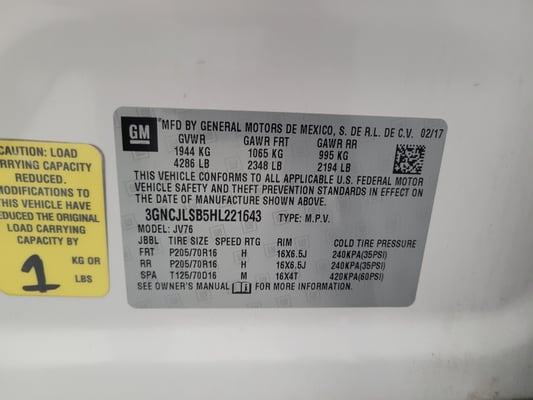 CAUTION: LOAD
CARRYING CAPACITY
REDUCED.
MODIFICATIONS TO
THIS VEHICLE HAVE
REDUCED THE ORIGINAL
LOAD CARRYING
CAPACITY BY
1 KG OR
LBS
GM
MFD BY GENERAL MOTORS DE MEXICO, S. DE R.L. DE C.V. 02/17
GVWR GAWR FRT GAWR RR
1944 KG 1065 KG 995 KG
4286 LB 2348 LB 2194 LB
THIS VEHICLE CONFORMS TO ALL APPLICABLE U.S. FEDERAL MOTOR
VEHICLE SAFETY AND THEFT PREVENTION STANDARDS IN EFFECT ON
THE DATE OF MANUFACTURE SHOWN ABOVE.
3GNCJLSB5HL221643 TYPE: M.P.V.
MODEL: JV76
JBBL TIRE SIZE SPEED RTG RIM COLD TIRE PRESSURE
FRT P205/70R16 H 16X6.5J 240KPA(35PSI)
RR P205/70R16 H 16X6.5J 240KPA(35PSI)
SPA T125/70D16 M 16X4T 420KPA(60PSI)
SEE OWNER'S MANUAL FOR MORE INFORMATION